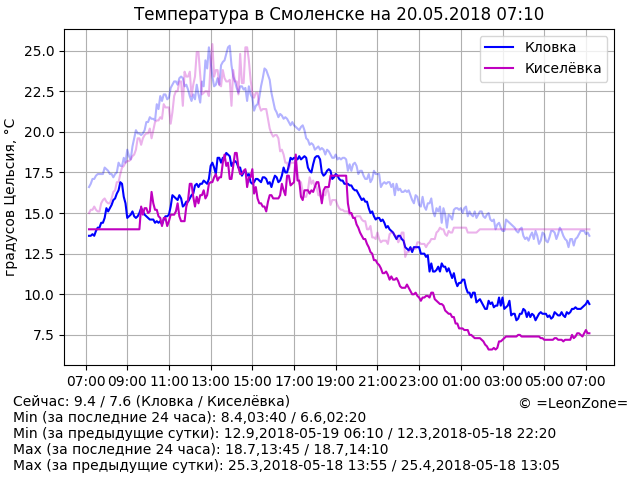 Температура в Смоленске на 20.05.2018 07:10
Кловка
Киселёвка
градусов Цельсия, °C
25.0
22.5
20.0
17.5
15.0
12.5
10.0
7.5
07:00 09:00 11:00 13:00 15:00 17:00 19:00 21:00 23:00 01:00 03:00 05:00 07:00
Сейчас: 9.4 / 7.6 (Кловка / Киселёвка)
© =LeonZone=
Min (за последние 24 часа): 8.4,03:40 / 6.6,02:20
Min (за предыдущие сутки): 12.9,2018-05-19 06:10 / 12.3,2018-05-18 22:20
Max (за последние 24 часа): 18.7,13:45 / 18.7,14:10
Max (за предыдущие сутки): 25.3,2018-05-18 13:55 / 25.4,2018-05-18 13:05